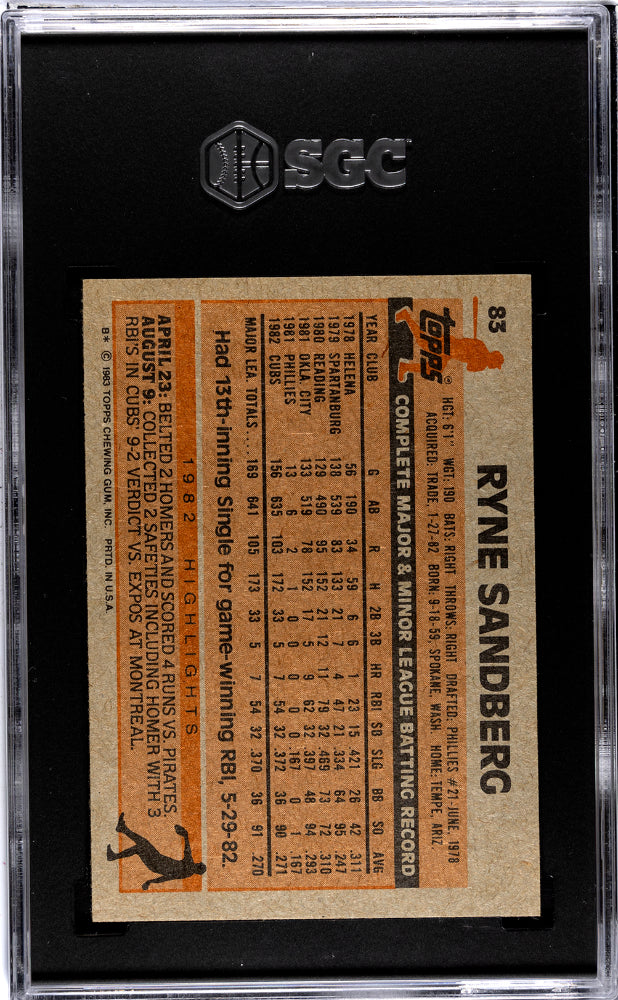 SGC
83
RYNE SANDBERG
TOPPS®
HGT: 6'1" WGT: 190 BATS: RIGHT THROWS: RIGHT DRAFTED: PHILLIES #21-JUNE, 1978
ACQUIRED: TRADE, 1-27-82 BORN: 9-18-59, SPOKANE, WASH. HOME: TEMPE, ARIZ.
COMPLETE MAJOR & MINOR LEAGUE BATTING RECORD
YEAR CLUB G AB R H 2B 3B HR RBI SB SLG BB SO AVG
1978 HELENA 56 190 34 59 6 6 1 23 15 .421 26 42 .311
1979 SPARTANBURG 138 539 83 133 21 7 4 47 21 .334 64 95 .247
1980 READING 129 490 95 152 21 12 11 79 32 .469 73 72 .310
1981 OKLA. CITY 133 519 78 152 17 5 9 62 32 .397 48 94 .293
1981 PHILLIES 13 6 2 1 0 0 0 0 0 .167 0 1 .167
1982 CUBS 156 635 103 172 33 5 7 54 32 .372 36 90 .271
MAJOR LEA. TOTALS .... 169 641 105 173 33 5 7 54 32 .370 36 91 .270
Had 13th-inning Single for game-winning RBI, 5-29-82.
1982 HIGHLIGHTS
APRIL 23: BELTED 2 HOMERS AND SCORED 4 RUNS VS. PIRATES.
AUGUST 9: COLLECTED 2 SAFETIES INCLUDING HOMER WITH 3
RBI'S IN CUBS' 9-2 VERDICT VS. EXPOS AT MONTREAL.
B* © 1983 TOPPS CHEWING GUM, INC. PRTD. IN U.S.A.